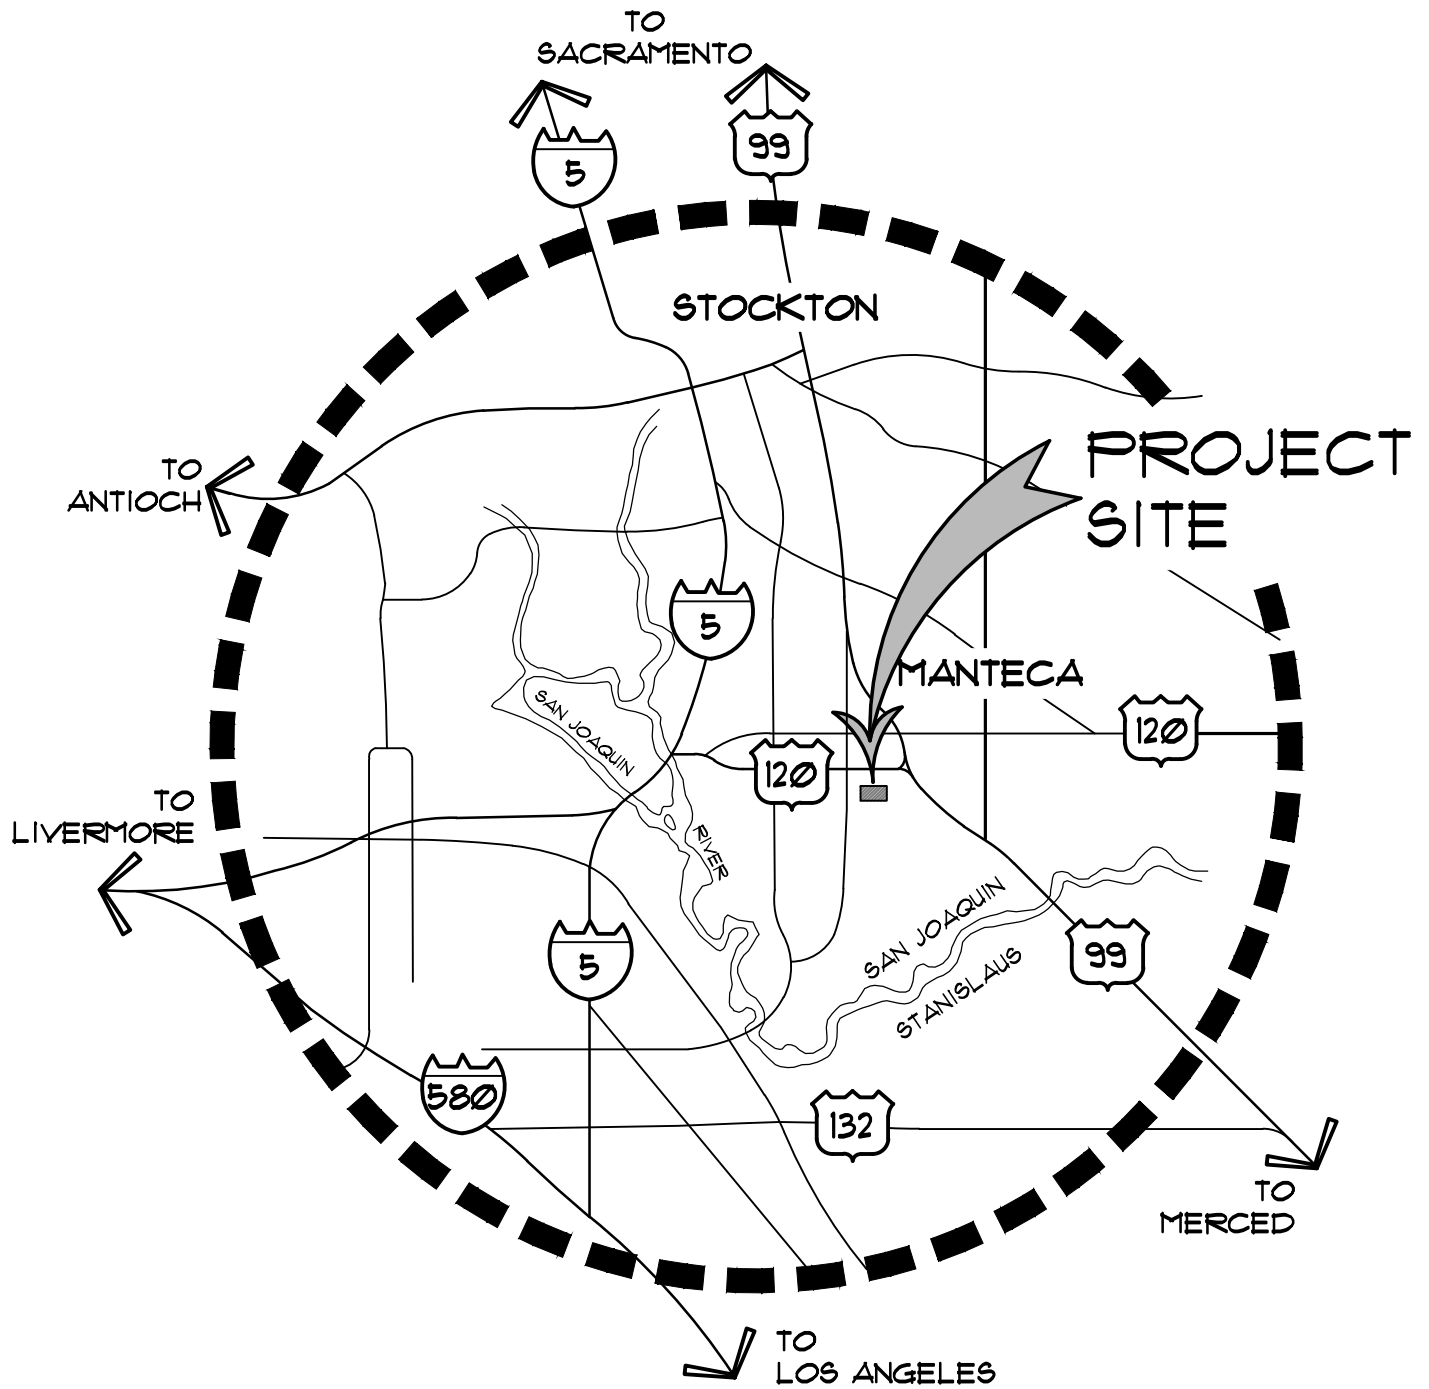 TO
SACRAMENTO
5
99
STOCKTON
TO
ANTIOCH
PROJECT
SITE
5
MANTECA
SAN JOAQUIN
120
120
TO
LIVERMORE
RIVER
SAN JOAQUIN
STANISLAUS
5
99
580
132
TO
MERCED
TO
LOS ANGELES